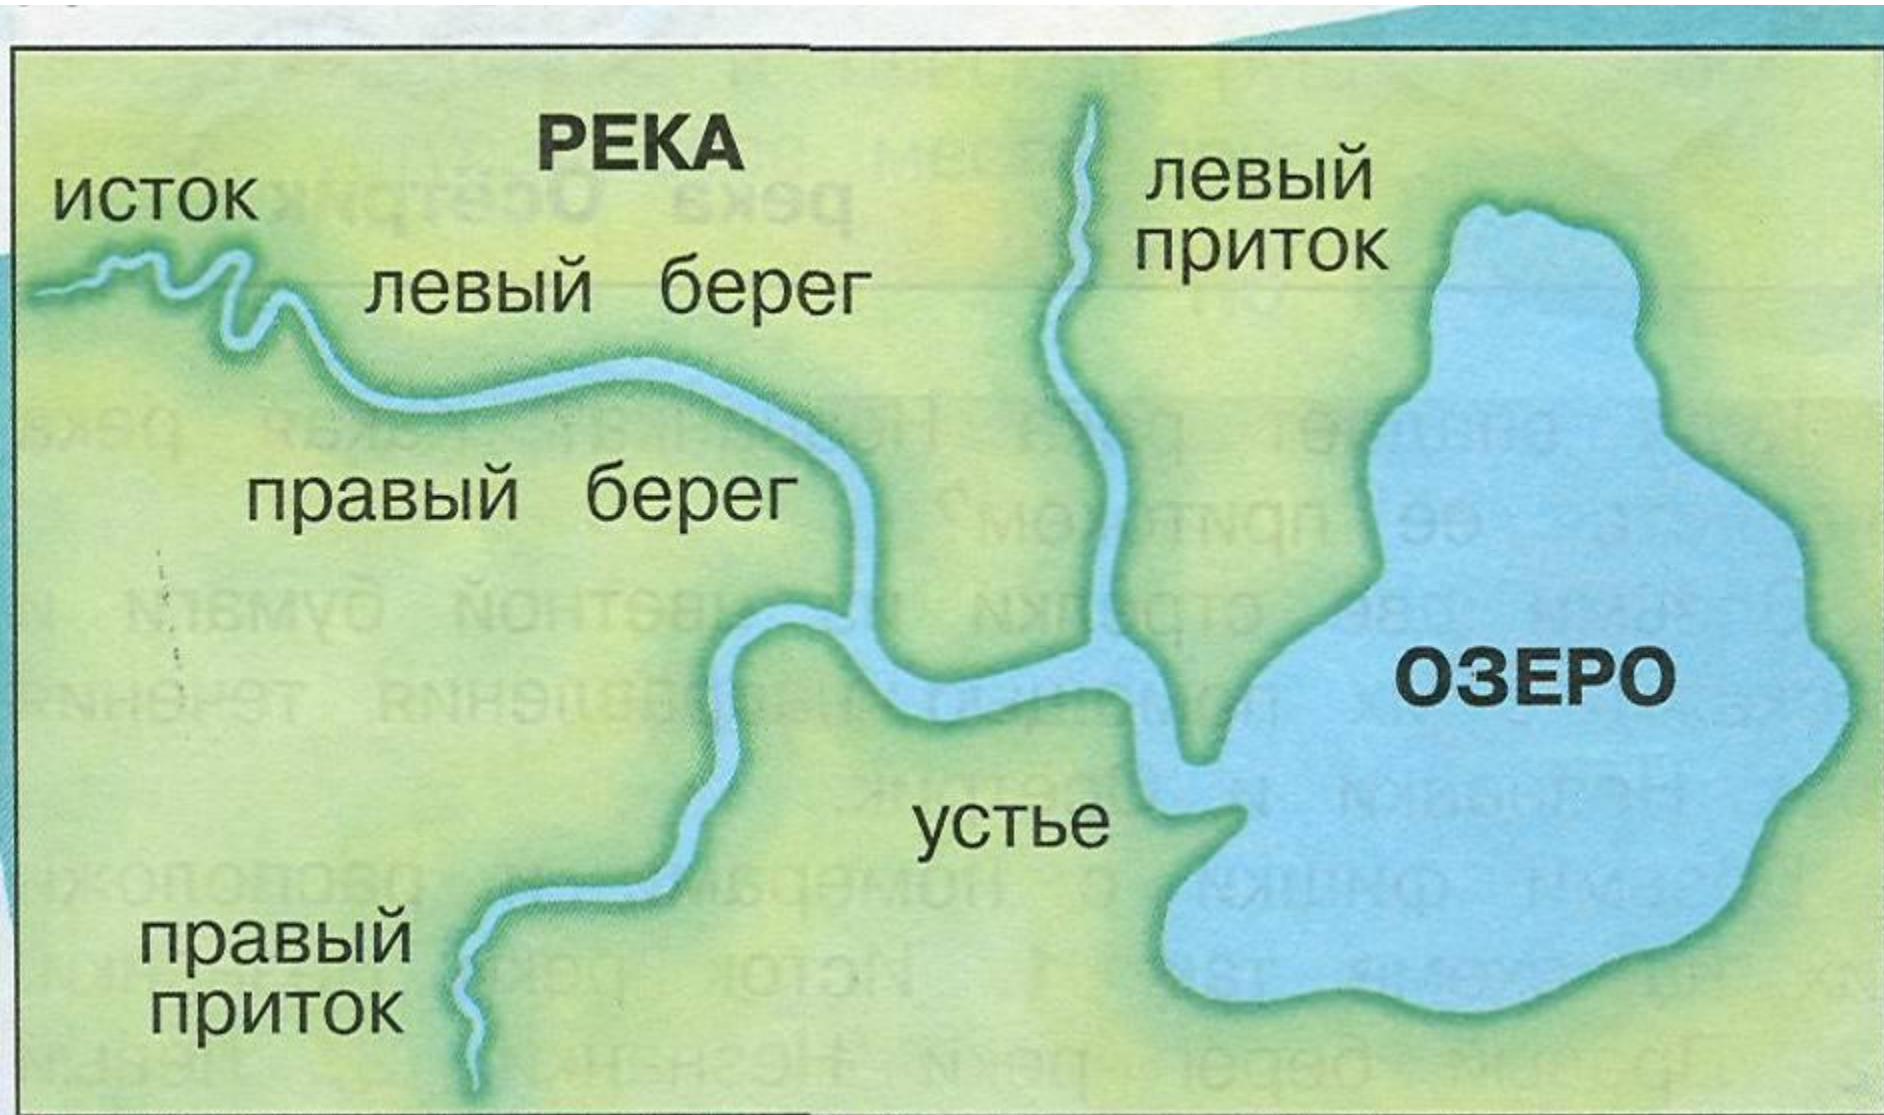 РЕКА
исток
левый берег
левый
приток
правый берег
ОЗЕРО
устье
правый
приток